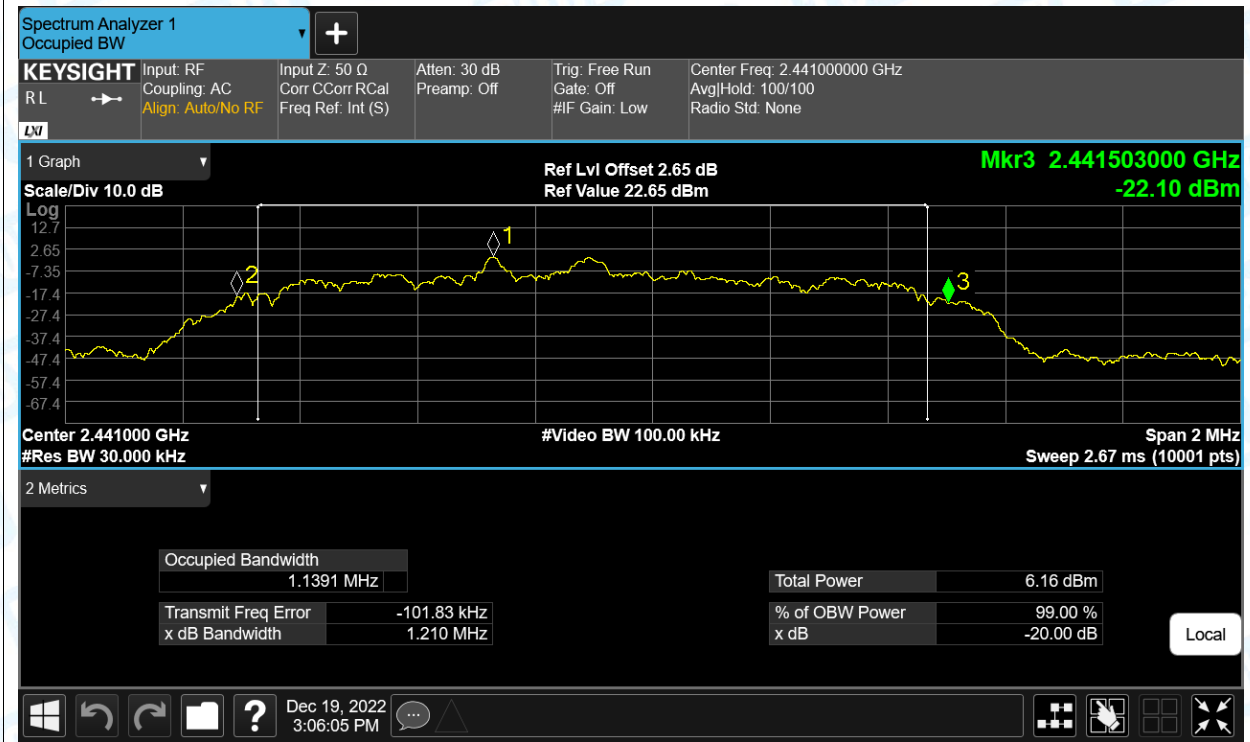 Spectrum Analyzer 1
Occupied BW
▼
+
KEYSIGHT
R L
LXI
Input: RF
Coupling: AC
Align: Auto/No RF
Input Z: 50 Ω
Corr CCorr RCal
Freq Ref: Int (S)
Atten: 30 dB
Preamp: Off
Trig: Free Run
Gate: Off
#IF Gain: Low
Center Freq: 2.441000000 GHz
Avg|Hold: 100/100
Radio Std: None
1 Graph ▼
Scale/Div 10.0 dB
Ref Lvl Offset 2.65 dB
Ref Value 22.65 dBm
Mkr3 2.441503000 GHz
-22.10 dBm
Log
12.7
2.65
-7.35
-17.4
-27.4
-37.4
-47.4
-57.4
-67.4
1
2
3
Center 2.441000 GHz
#Res BW 30.000 kHz
#Video BW 100.00 kHz
Span 2 MHz
Sweep 2.67 ms (10001 pts)
2 Metrics ▼
Occupied Bandwidth
1.1391 MHz
Transmit Freq Error -101.83 kHz
x dB Bandwidth 1.210 MHz
Total Power 6.16 dBm
% of OBW Power 99.00 %
x dB -20.00 dB
Local
?
Dec 19, 2022
3:06:05 PM